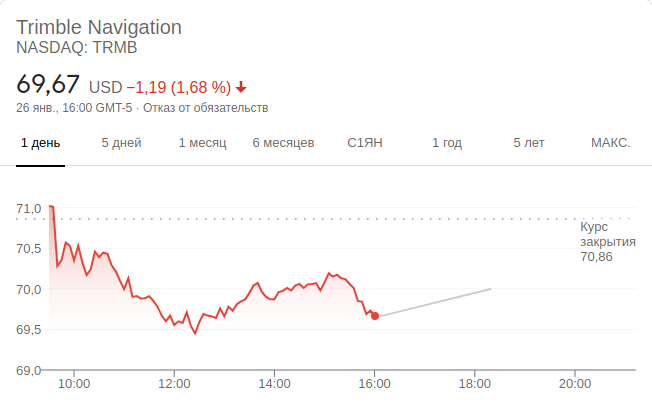 Trimble Navigation
NASDAQ: TRMB
69,67 USD −1,19 (1,68 %)
26 янв., 16:00 GMT-5 · Отказ от обязательств
1 день 5 дней 1 месяц 6 месяцев С1ЯН 1 год 5 лет МАКС.
71,0
Курс
закрытия
70,86
70,5
70,0
69,5
69,0
10:00 12:00 14:00 16:00 18:00 20:00